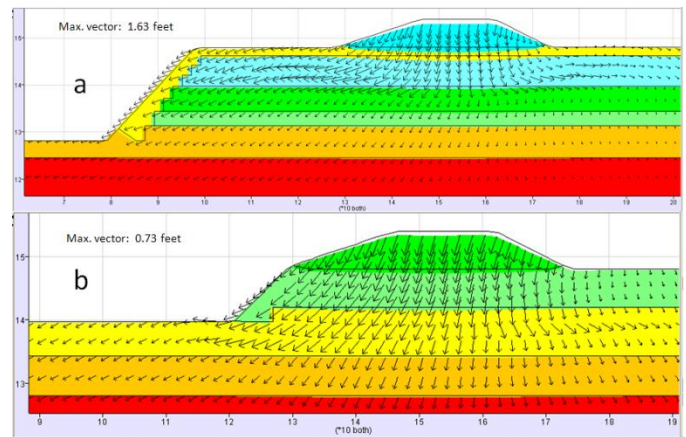 Max. vector: 1.63 feet
a
15
14
13
12
7 8 9 10 11 12 13 14 15 16 17 18 19 20
(*10 both)
Max. vector: 0.73 feet
b
15
14
13
9 10 11 12 13 14 15 16 17 18 19
(*10 both)